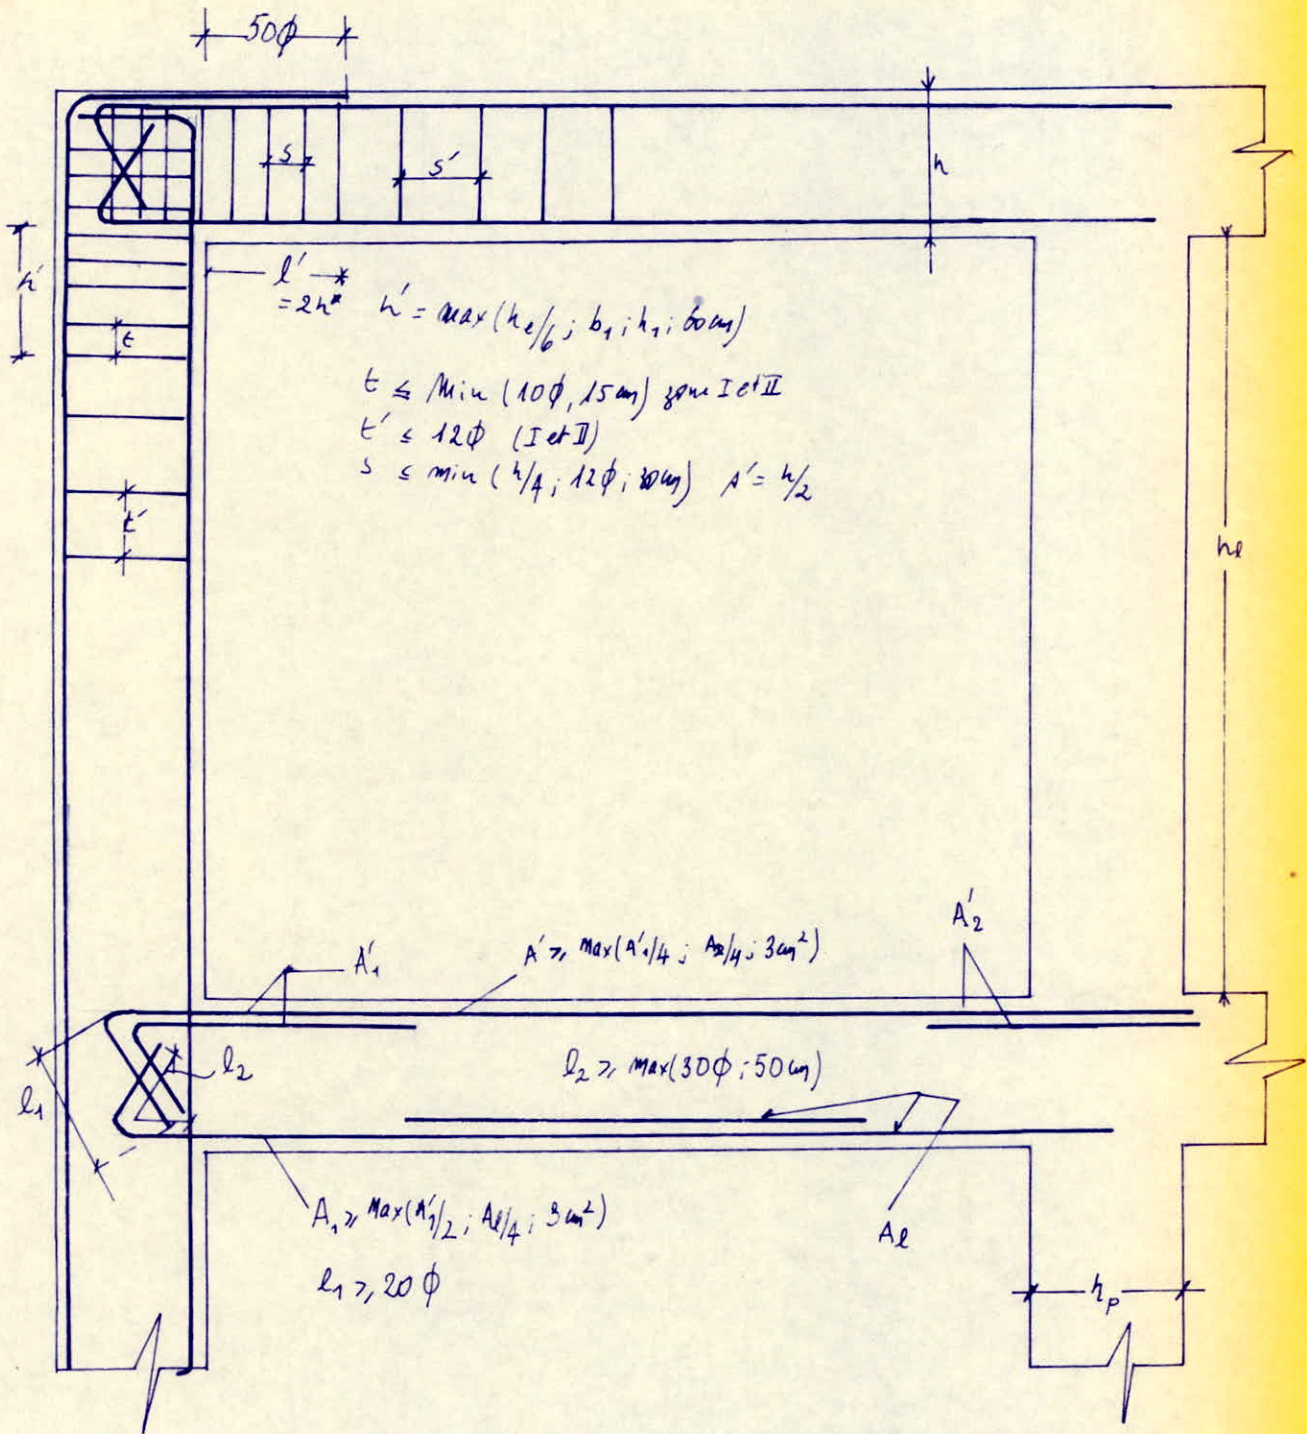 50ϕ
s
s'
h
h'
l'
= 2h
h' = max(he/6 ; b₁ ; h₁ ; 60cm)
t
t ≤ Min (10ϕ, 15cm) zone I et II
t' ≤ 12ϕ (I et II)
s ≤ min (h/4 ; 12ϕ ; 30cm) s' = h/2
t'
he
A'₁
A' ≥ max(A'₁/4 ; A₂/4 ; 3cm²)
A'₂
l₁
l₂
l₂ ≥ max(30ϕ ; 50cm)
A₁ ≥ Max(A'₁/2 ; Al/4 ; 3cm²)
Al
l₁ ≥ 20ϕ
hp